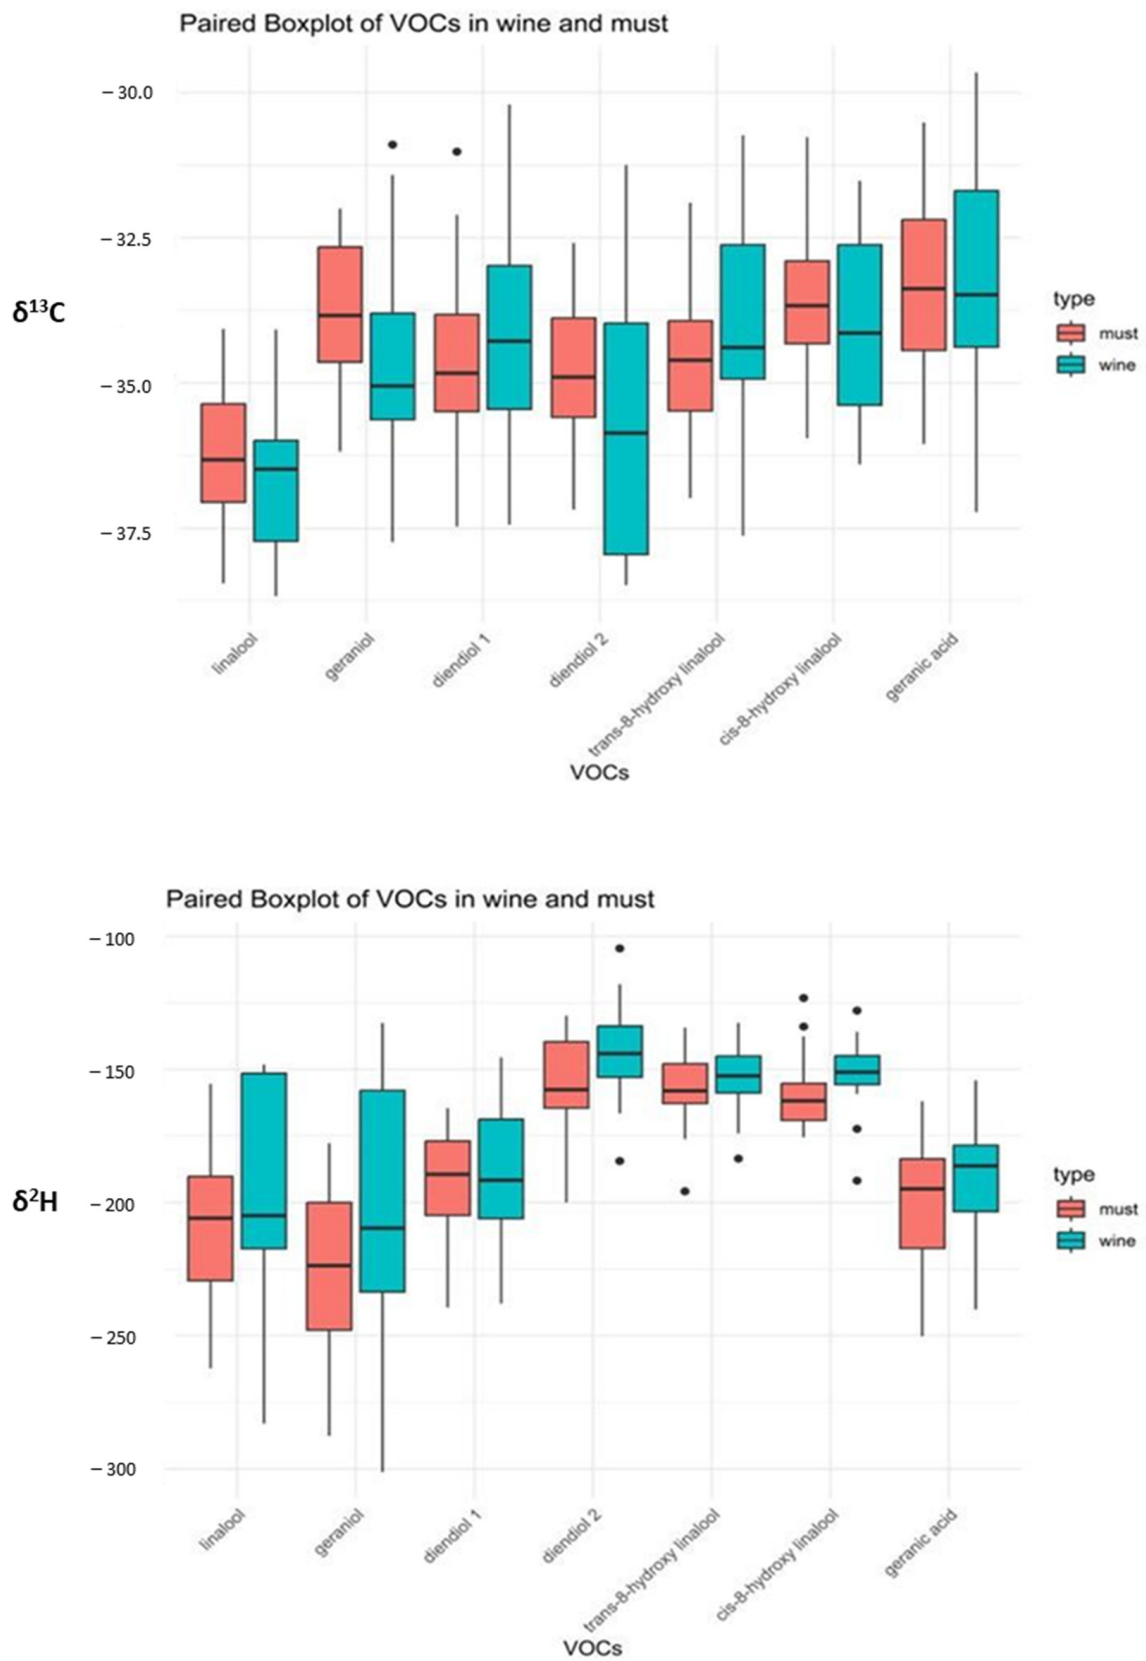 Paired Boxplot of VOCs in wine and must
−30.0
−32.5
δ¹³C
−35.0
−37.5
type
must
wine
linalool
geraniol
diendiol 1
diendiol 2
trans-8-hydroxy linalool
cis-8-hydroxy linalool
geranic acid
VOCs
Paired Boxplot of VOCs in wine and must
−100
−150
δ²H
−200
−250
−300
type
must
wine
linalool
geraniol
diendiol 1
diendiol 2
trans-8-hydroxy linalool
cis-8-hydroxy linalool
geranic acid
VOCs